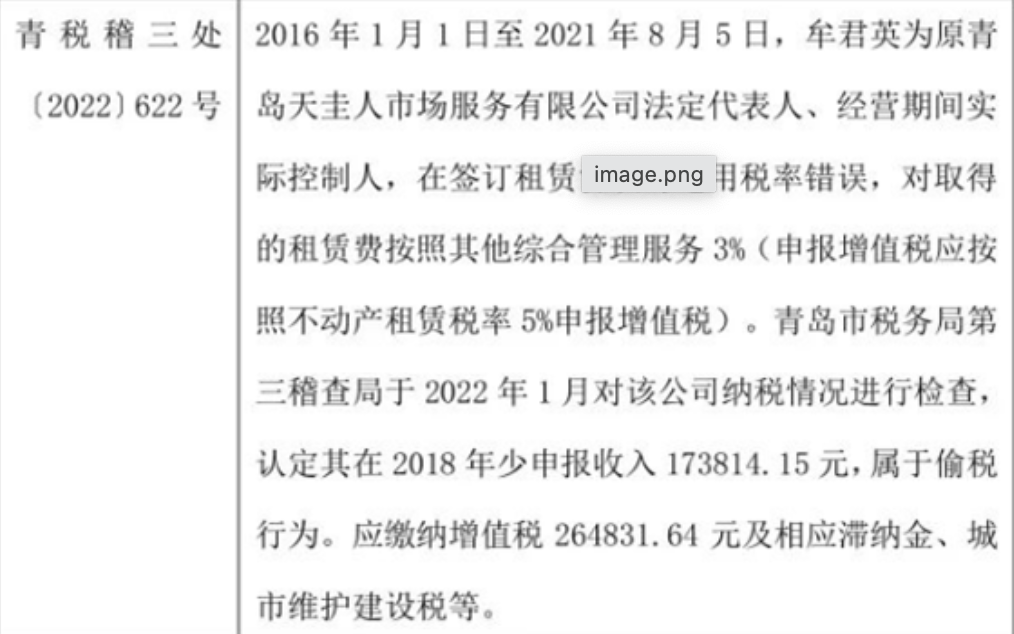 青税稽三处
〔2022〕622 号
2016 年 1 月 1 日至 2021 年 8 月 5 日，牟君英为原青
岛天圭人市场服务有限公司法定代表人、经营期间实
际控制人，在签订租赁
image.png
用税率错误，对取得
的租赁费按照其他综合管理服务 3%（申报增值税应按
照不动产租赁税率 5%申报增值税）。青岛市税务局第
三稽查局于 2022 年 1 月对该公司纳税情况进行检查，
认定其在 2018 年少申报收入 173814.15 元，属于偷税
行为。应缴纳增值税 264831.64 元及相应滞纳金、城
市维护建设税等。